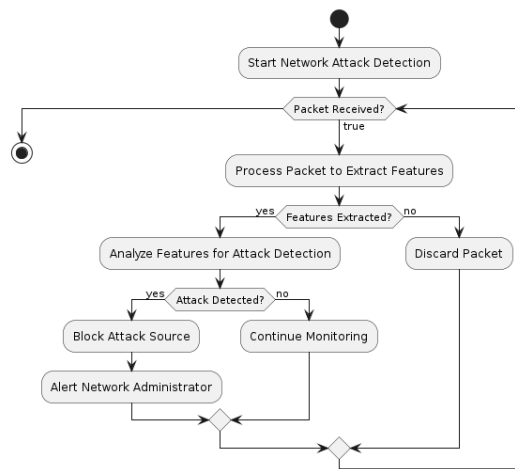 Start Network Attack Detection
Packet Received?
true
Process Packet to Extract Features
yes
Features Extracted?
no
Analyze Features for Attack Detection
Discard Packet
yes
Attack Detected?
no
Block Attack Source
Continue Monitoring
Alert Network Administrator